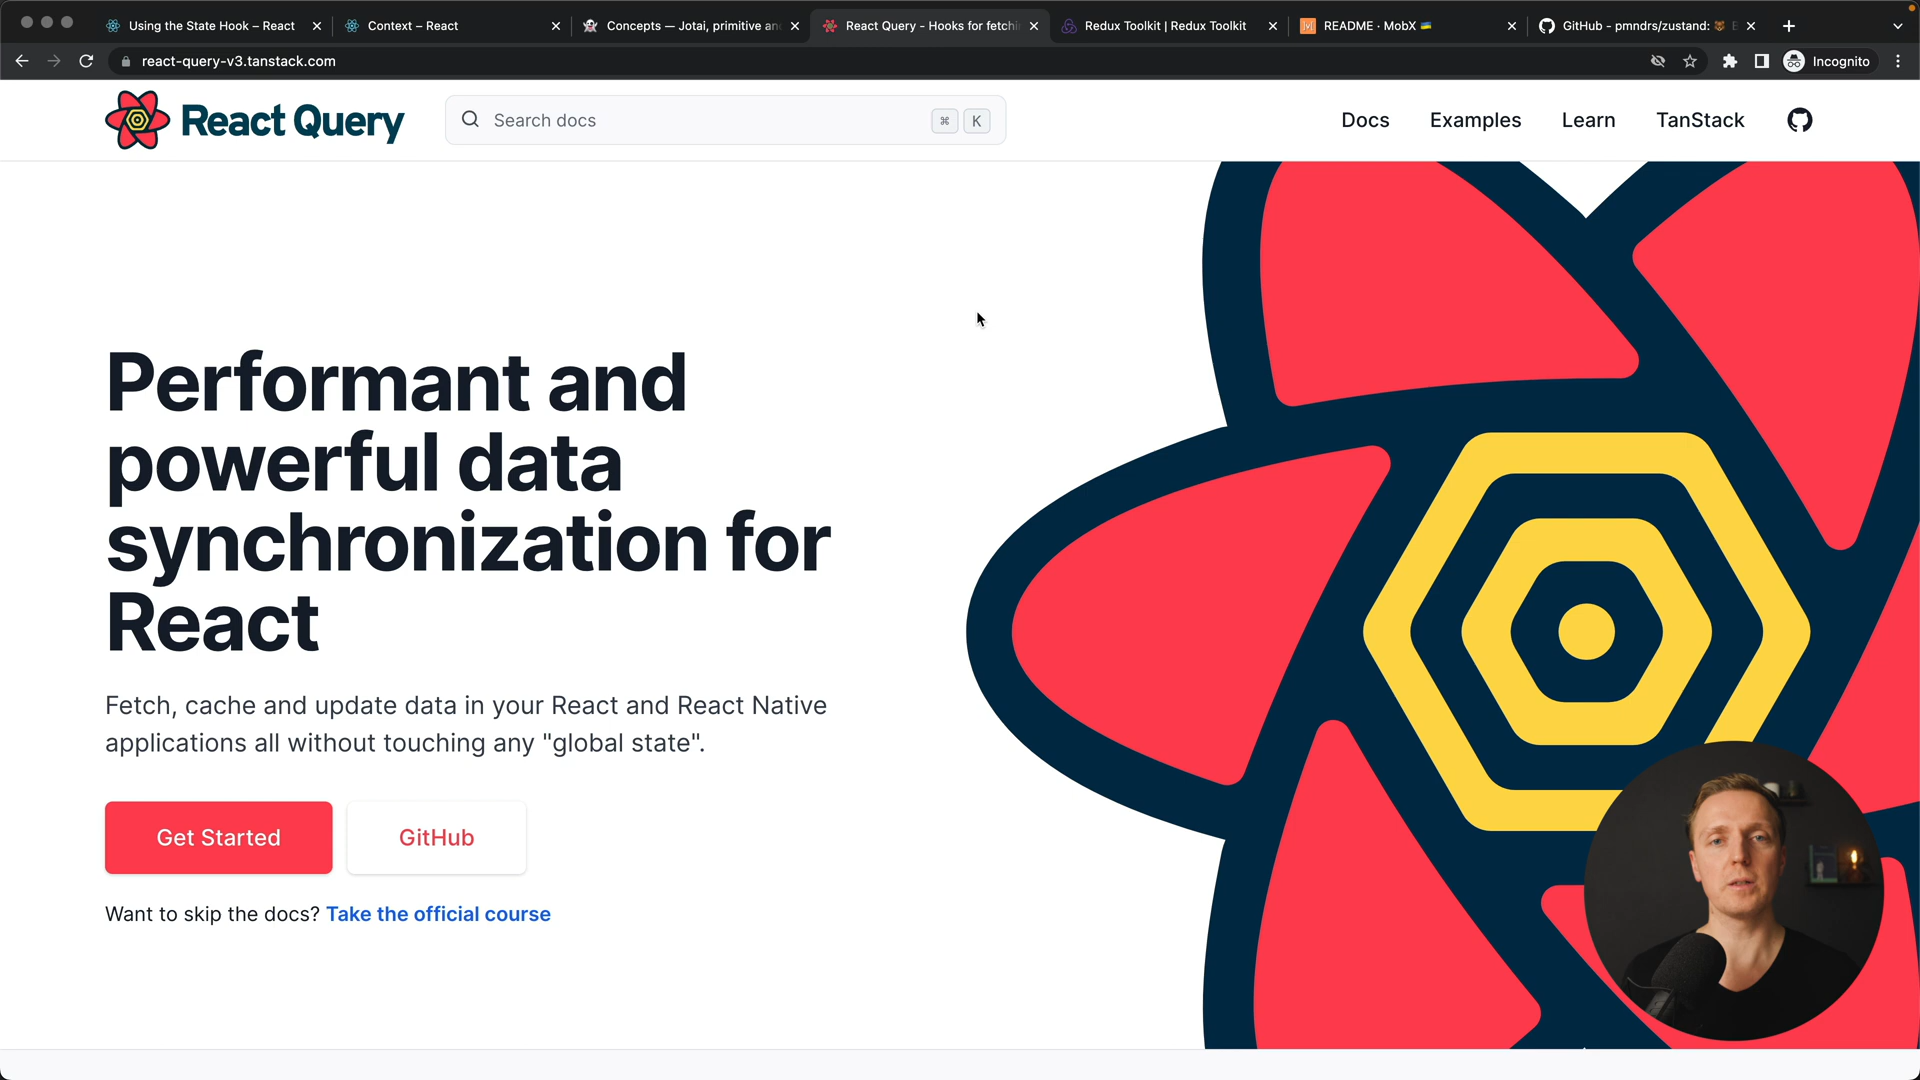 Using the State Hook – React
Context – React
Concepts — Jotai, primitive an
React Query - Hooks for fetchi
Redux Toolkit | Redux Toolkit
README · MobX 🇺🇦
GitHub - pmndrs/zustand: 🐻 E
react-query-v3.tanstack.com
Incognito
React Query
Search docs
⌘ K
Docs
Examples
Learn
TanStack
Performant and
powerful data
synchronization for
React
Fetch, cache and update data in your React and React Native
applications all without touching any "global state".
Get Started
GitHub
Want to skip the docs? Take the official course